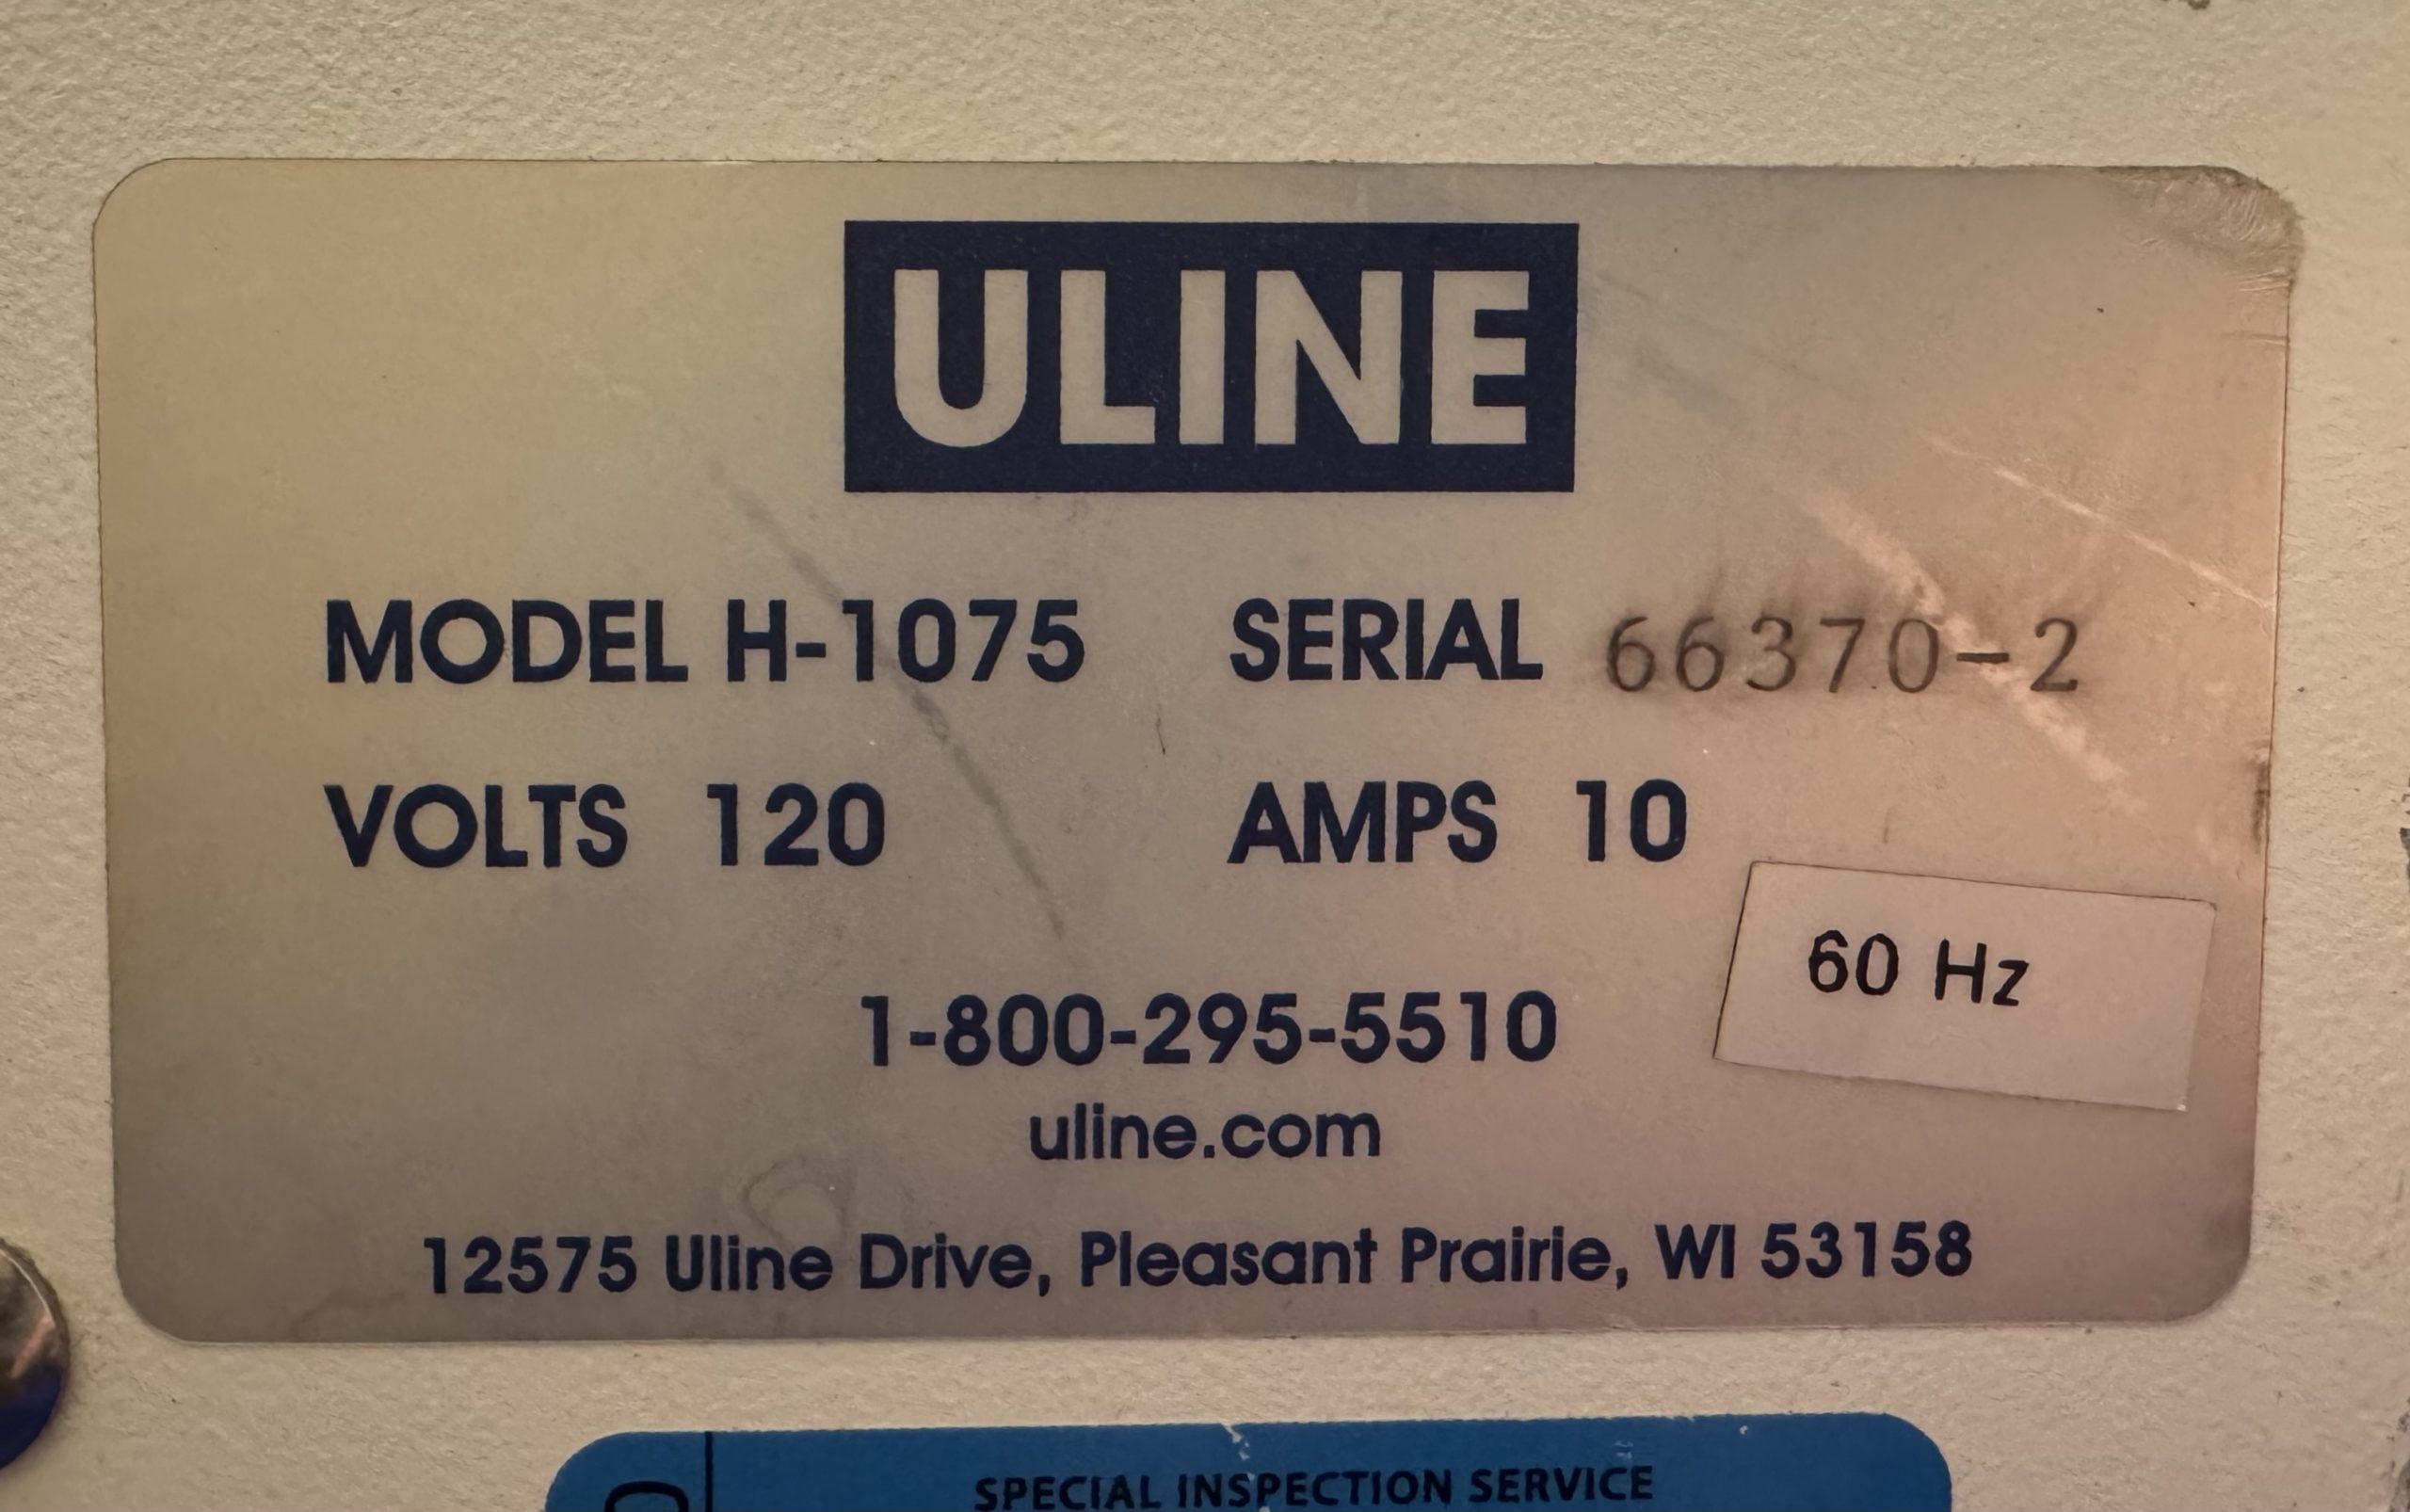 ULINE
MODEL H-1075 SERIAL 66370-2
VOLTS 120 AMPS 10
60 Hz
1-800-295-5510
uline.com
12575 Uline Drive, Pleasant Prairie, WI 53158
SPECIAL INSPECTION SERVICE